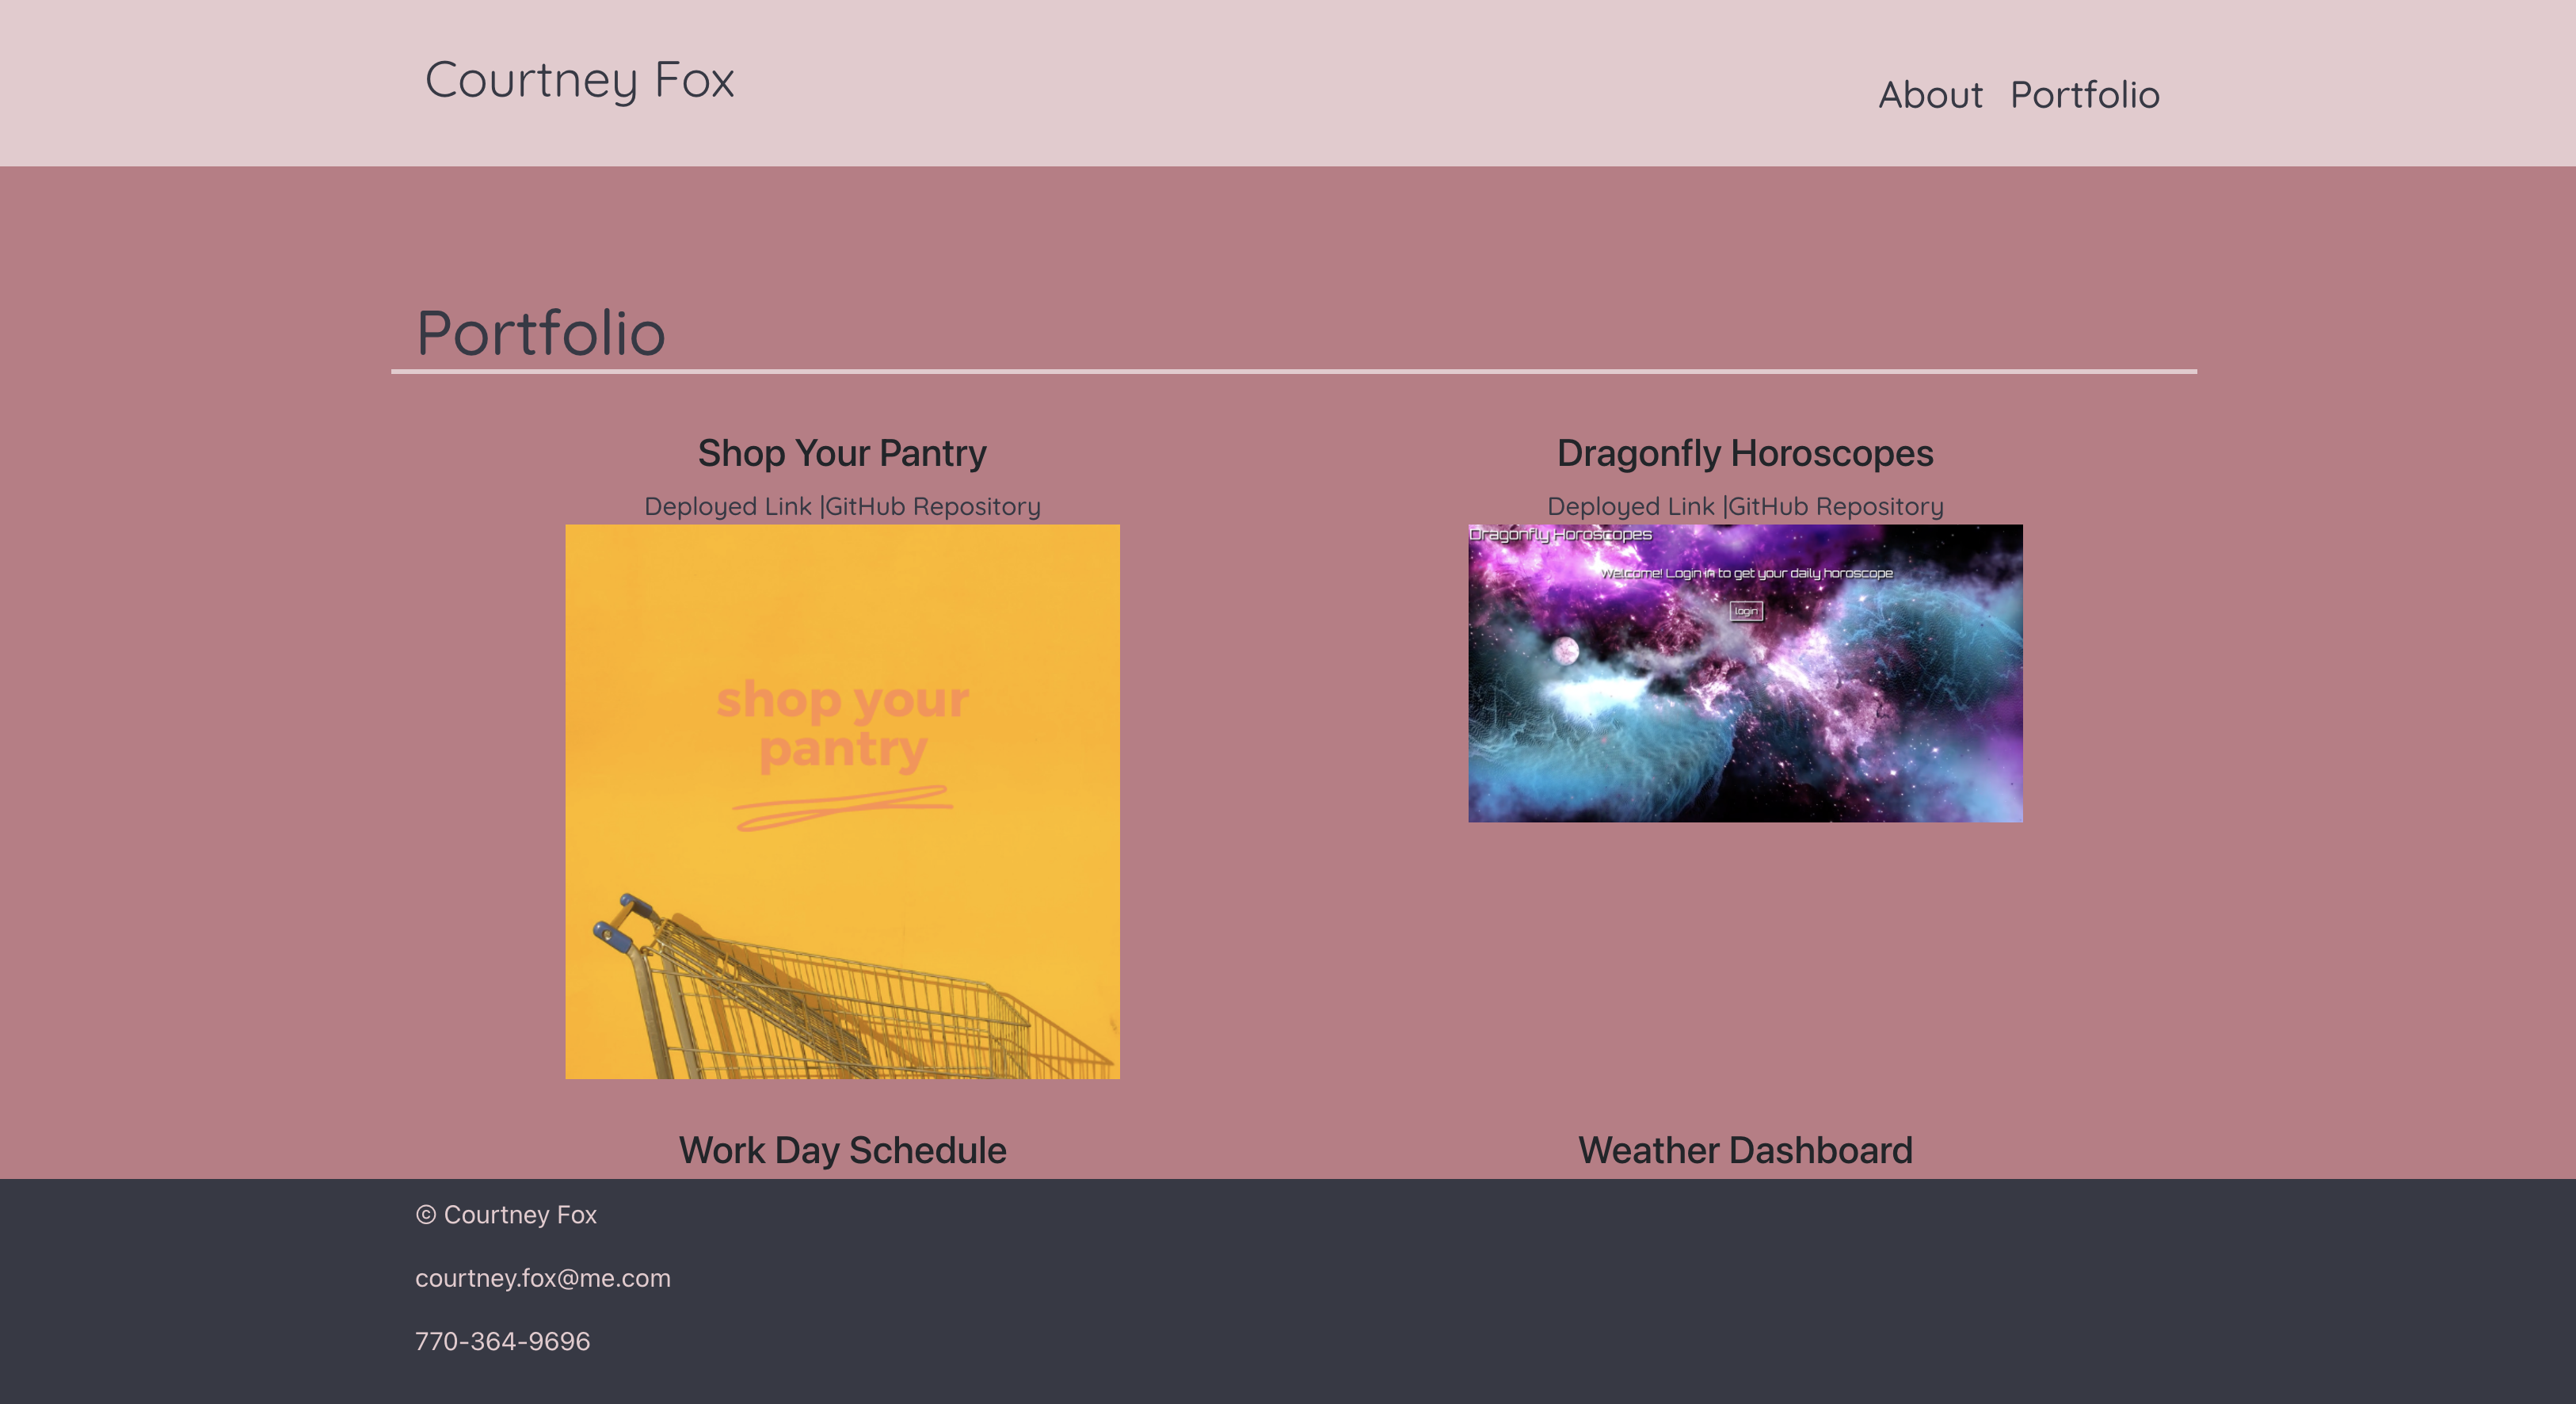 Courtney Fox
About Portfolio
Portfolio
Shop Your Pantry
Deployed Link |GitHub Repository
shop your
pantry
Dragonfly Horoscopes
Deployed Link |GitHub Repository
Dragonfly Horoscopes
Welcome! Login in to get your daily horoscope
login
Work Day Schedule
Weather Dashboard
© Courtney Fox
courtney.fox@me.com
770-364-9696